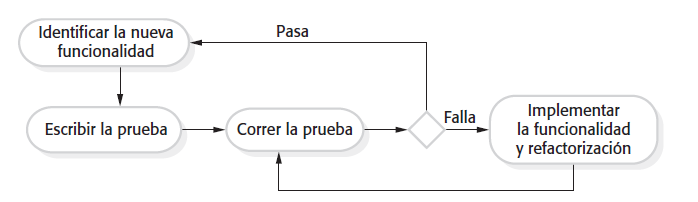 Identificar la nueva
funcionalidad
Pasa
Escribir la prueba
Correr la prueba
Falla
Implementar
la funcionalidad
y refactorización